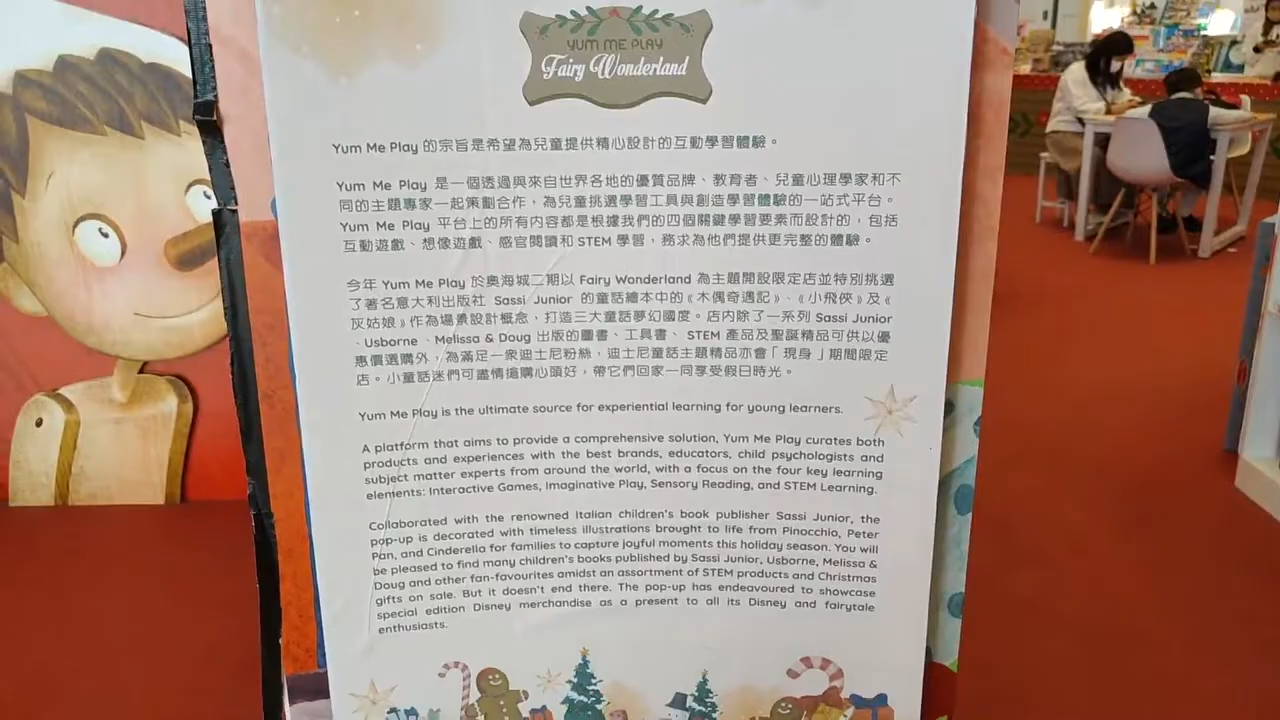 YUM ME PLAY
Fairy Wonderland
Yum Me Play 的宗旨是希望為兒童提供精心設計的互動學習體驗。
Yum Me Play 是一個透過與來自世界各地的優質品牌、教育者、兒童心理學家和不
同的主題專家一起策劃合作，為兒童挑選學習工具與創造學習體驗的一站式平台。
Yum Me Play 平台上的所有內容都是根據我們的四個關鍵學習要素而設計的，包括
互動遊戲、想像遊戲、感官閱讀和 STEM 學習，務求為他們提供更完整的體驗。
今年 Yum Me Play 於奧海城二期以 Fairy Wonderland 為主題開設限定店並特別挑選
了著名意大利出版社 Sassi Junior 的童話繪本中的《木偶奇遇記》、《小飛俠》及《
灰姑娘》作為場景設計概念，打造三大童話夢幻國度。店內除了一系列 Sassi Junior
、Usborne、Melissa & Doug 出版的圖書、工具書、STEM 產品及聖誕精品可供以優
惠價選購外，為滿足一眾迪士尼粉絲，迪士尼童話主題精品亦會「現身」期間限定
店。小童話迷們可盡情搶購心頭好，帶它們回家一同享受假日時光。
Yum Me Play is the ultimate source for experiential learning for young learners.
A platform that aims to provide a comprehensive solution, Yum Me Play curates both
products and experiences with the best brands, educators, child psychologists and
subject matter experts from around the world, with a focus on the four key learning
elements: Interactive Games, Imaginative Play, Sensory Reading, and STEM Learning.
Collaborated with the renowned Italian children's book publisher Sassi Junior, the
pop-up is decorated with timeless illustrations brought to life from Pinocchio, Peter
Pan, and Cinderella for families to capture joyful moments this holiday season. You will
be pleased to find many children's books published by Sassi Junior, Usborne, Melissa &
Doug and other fan-favourites amidst an assortment of STEM products and Christmas
gifts on sale. But it doesn't end there. The pop-up has endeavoured to showcase
special edition Disney merchandise as a present to all its Disney and fairytale
enthusiasts.